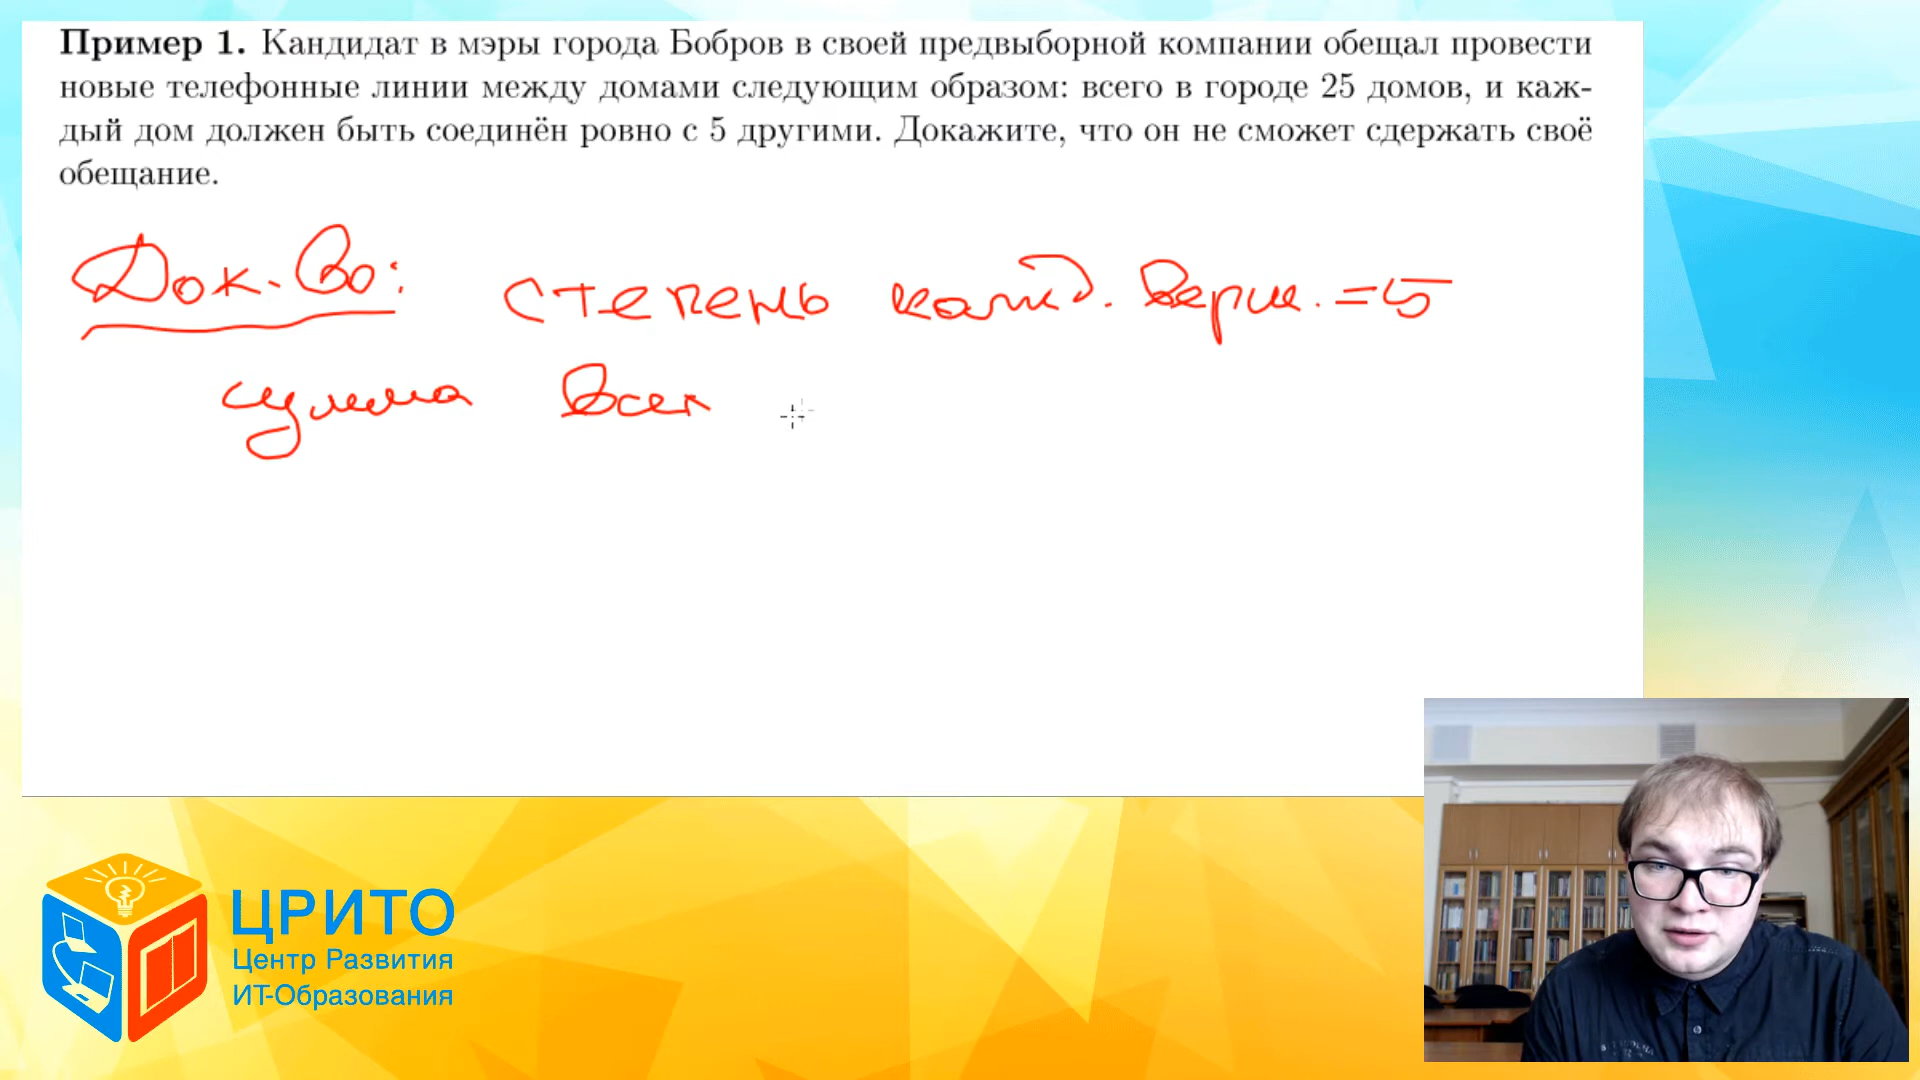 Пример 1. Кандидат в мэры города Бобров в своей предвыборной компании обещал провести
новые телефонные линии между домами следующим образом: всего в городе 25 домов, и каж-
дый дом должен быть соединён ровно с 5 другими. Докажите, что он не сможет сдержать своё
обещание.
Док-во: степень кажд. верш. = 5
сумма всех
ЦРИТО
Центр Развития
ИТ-Образования